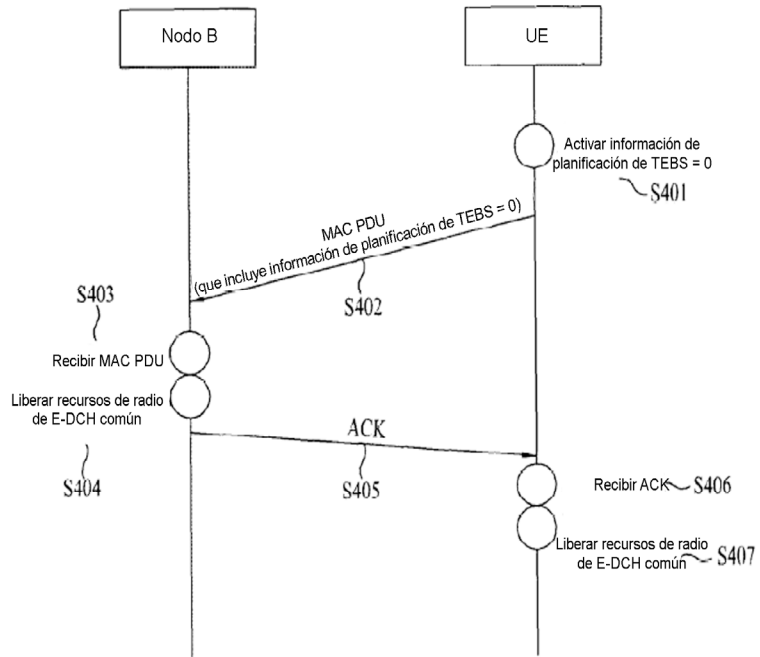 Nodo B
UE
Activar información de
planificación de TEBS = 0
S401
MAC PDU
(que incluye información de planificación de TEBS = 0)
S402
S403
Recibir MAC PDU
Liberar recursos de radio
de E-DCH común
S404
ACK
S405
Recibir ACK
S406
Liberar recursos de radio
de E-DCH común
S407